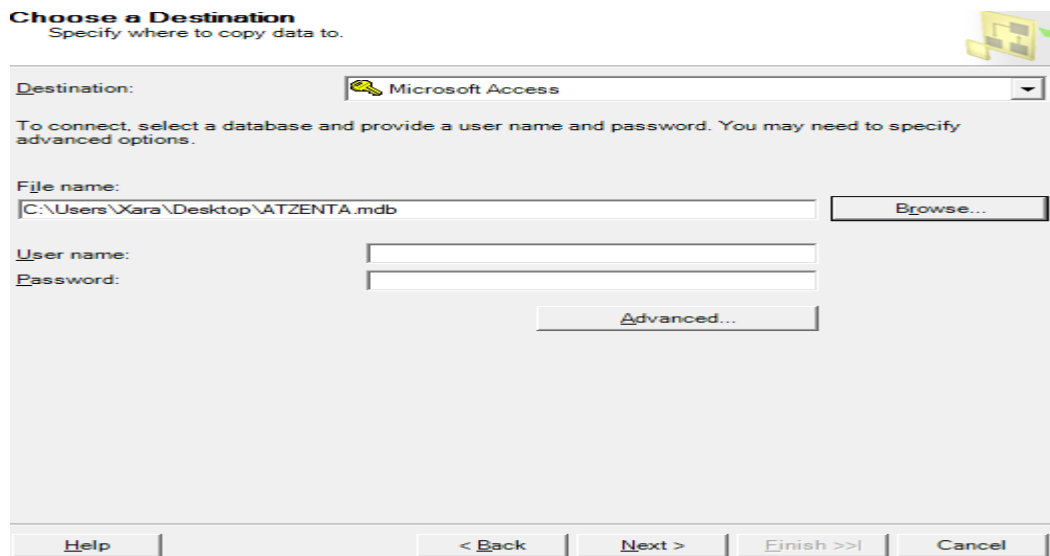 Choose a Destination
Specify where to copy data to.
Destination:
Microsoft Access
To connect, select a database and provide a user name and password. You may need to specify
advanced options.
File name:
C:\Users\Xara\Desktop\ATZENTA.mdb
Browse...
User name:
Password:
Advanced...
Help
< Back
Next >
Finish >>|
Cancel